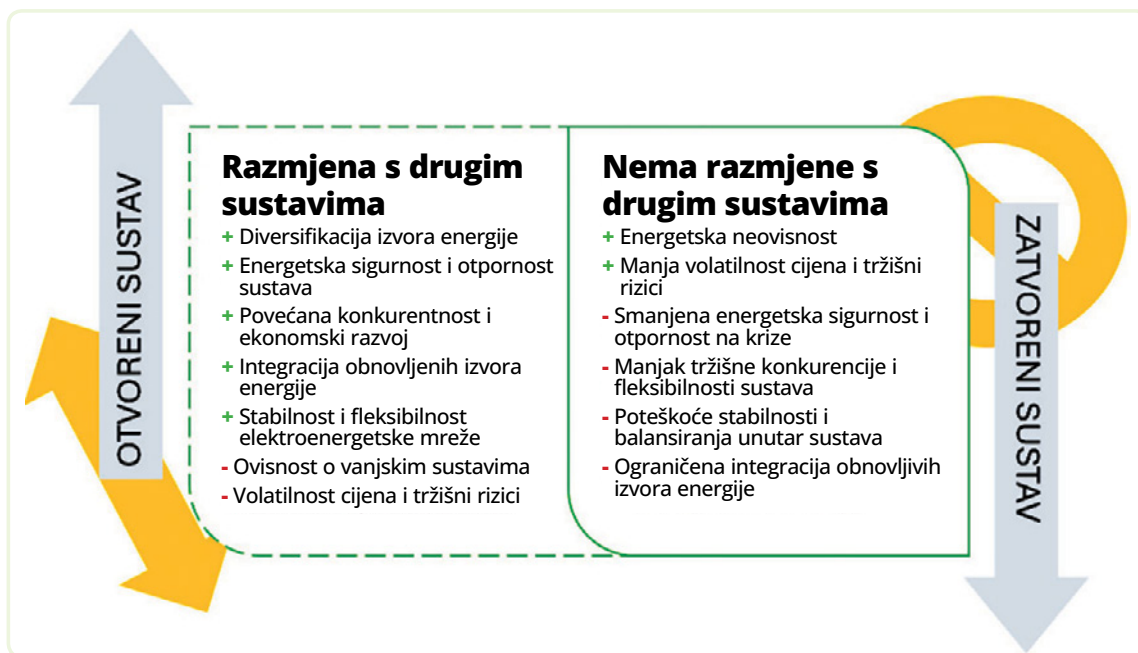 OTVORENI SUSTAV
Razmjena s drugim
sustavima
+ Diversifikacija izvora energije
+ Energetska sigurnost i otpornost
sustava
+ Povećana konkurentnost i
ekonomski razvoj
+ Integracija obnovljenih izvora
energije
+ Stabilnost i fleksibilnost
elektroenergetske mreže
- Ovisnost o vanjskim sustavima
- Volatilnost cijena i tržišni rizici
Nema razmjene s
drugim sustavima
+ Energetska neovisnost
+ Manja volatilnost cijena i tržišni
rizici
- Smanjena energetska sigurnost i
otpornost na krize
- Manjak tržišne konkurencije i
fleksibilnosti sustava
- Poteškoće stabilnosti i
balansiranja unutar sustava
- Ograničena integracija obnovljivih
izvora energije
ZATVORENI SUSTAV